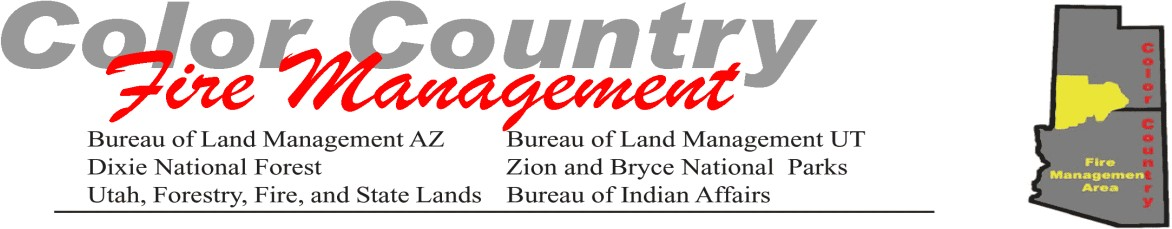 Color Country
Fire Management
Bureau of Land Management AZ
Bureau of Land Management UT
Dixie National Forest
Zion and Bryce National Parks
Utah, Forestry, Fire, and State Lands
Bureau of Indian Affairs
Color Country
Fire
Management
Area